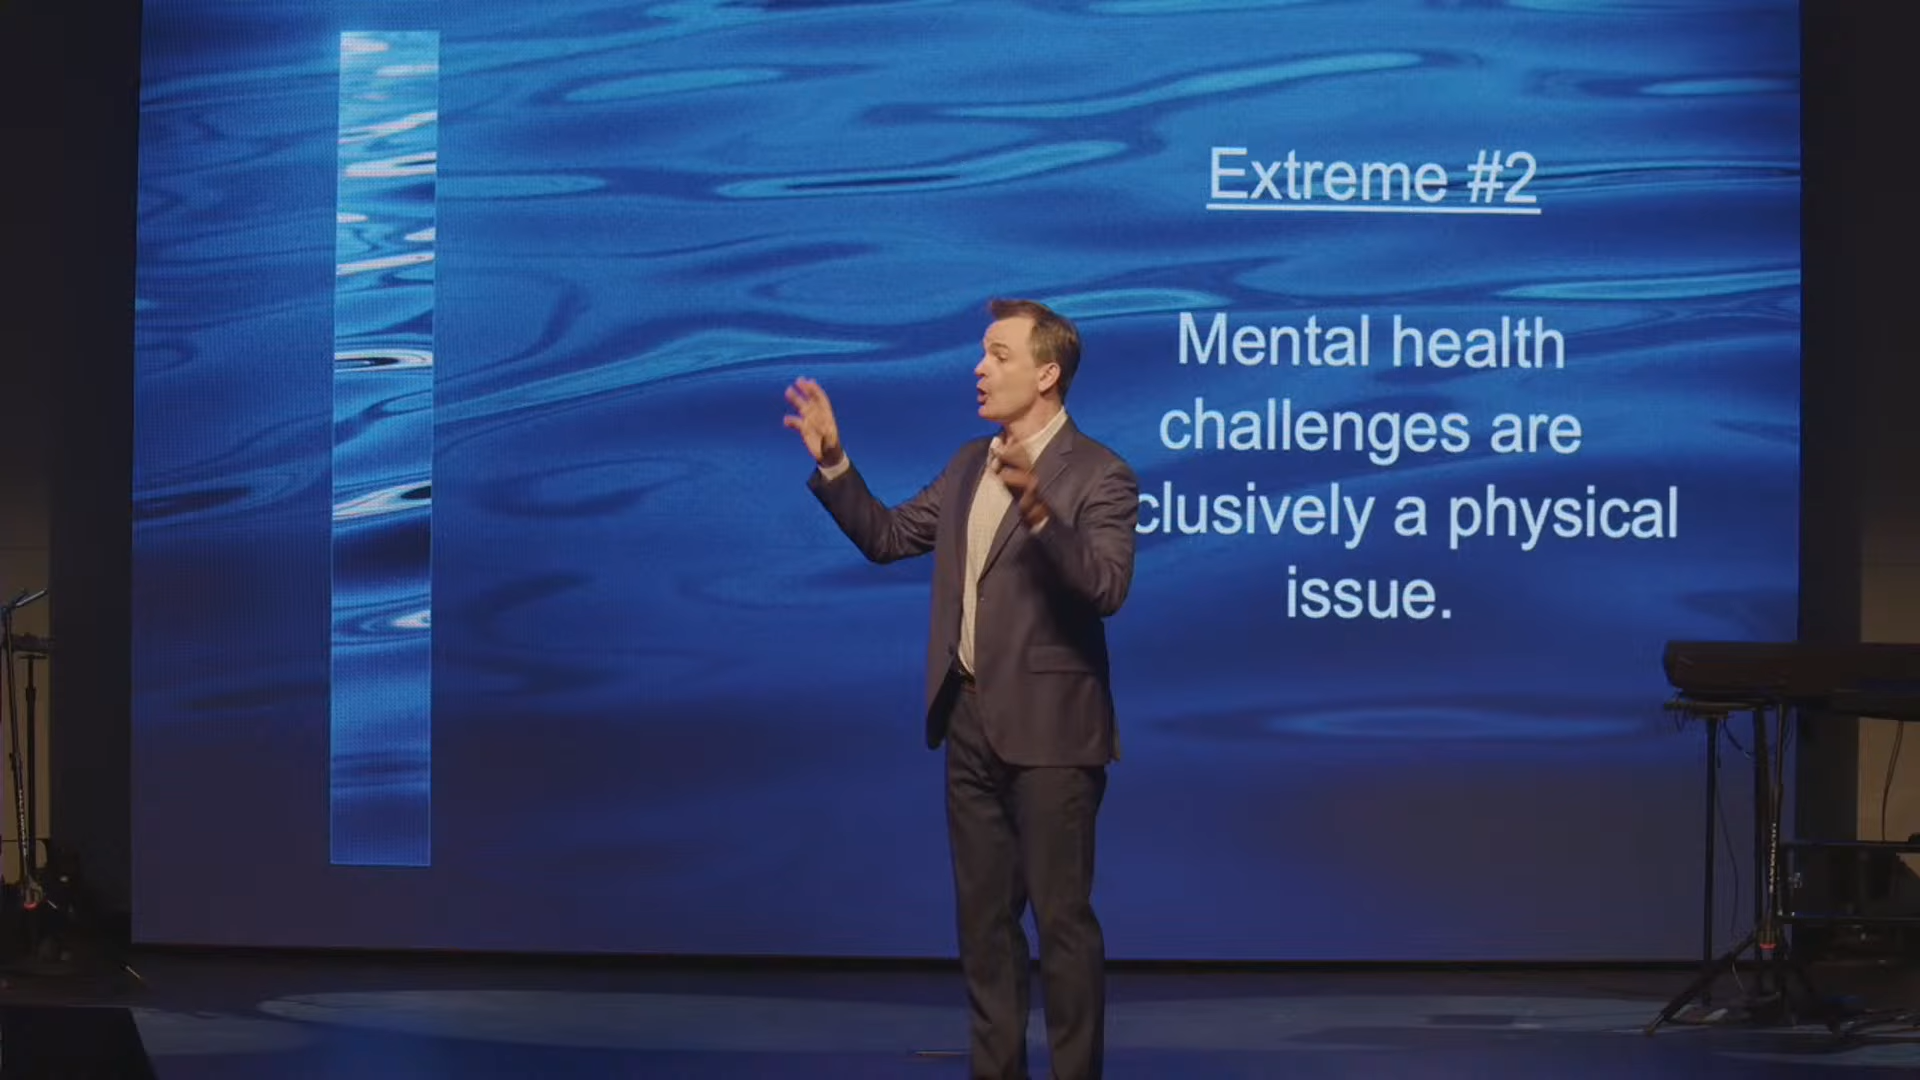 Extreme #2
Mental health
challenges are
clusively a physical
issue.